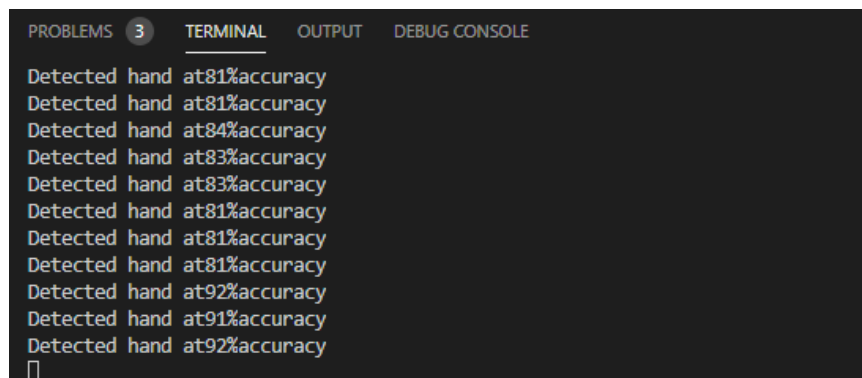 PROBLEMS 3 TERMINAL OUTPUT DEBUG CONSOLE
Detected hand at81%accuracy
Detected hand at81%accuracy
Detected hand at84%accuracy
Detected hand at83%accuracy
Detected hand at83%accuracy
Detected hand at81%accuracy
Detected hand at81%accuracy
Detected hand at81%accuracy
Detected hand at92%accuracy
Detected hand at91%accuracy
Detected hand at92%accuracy